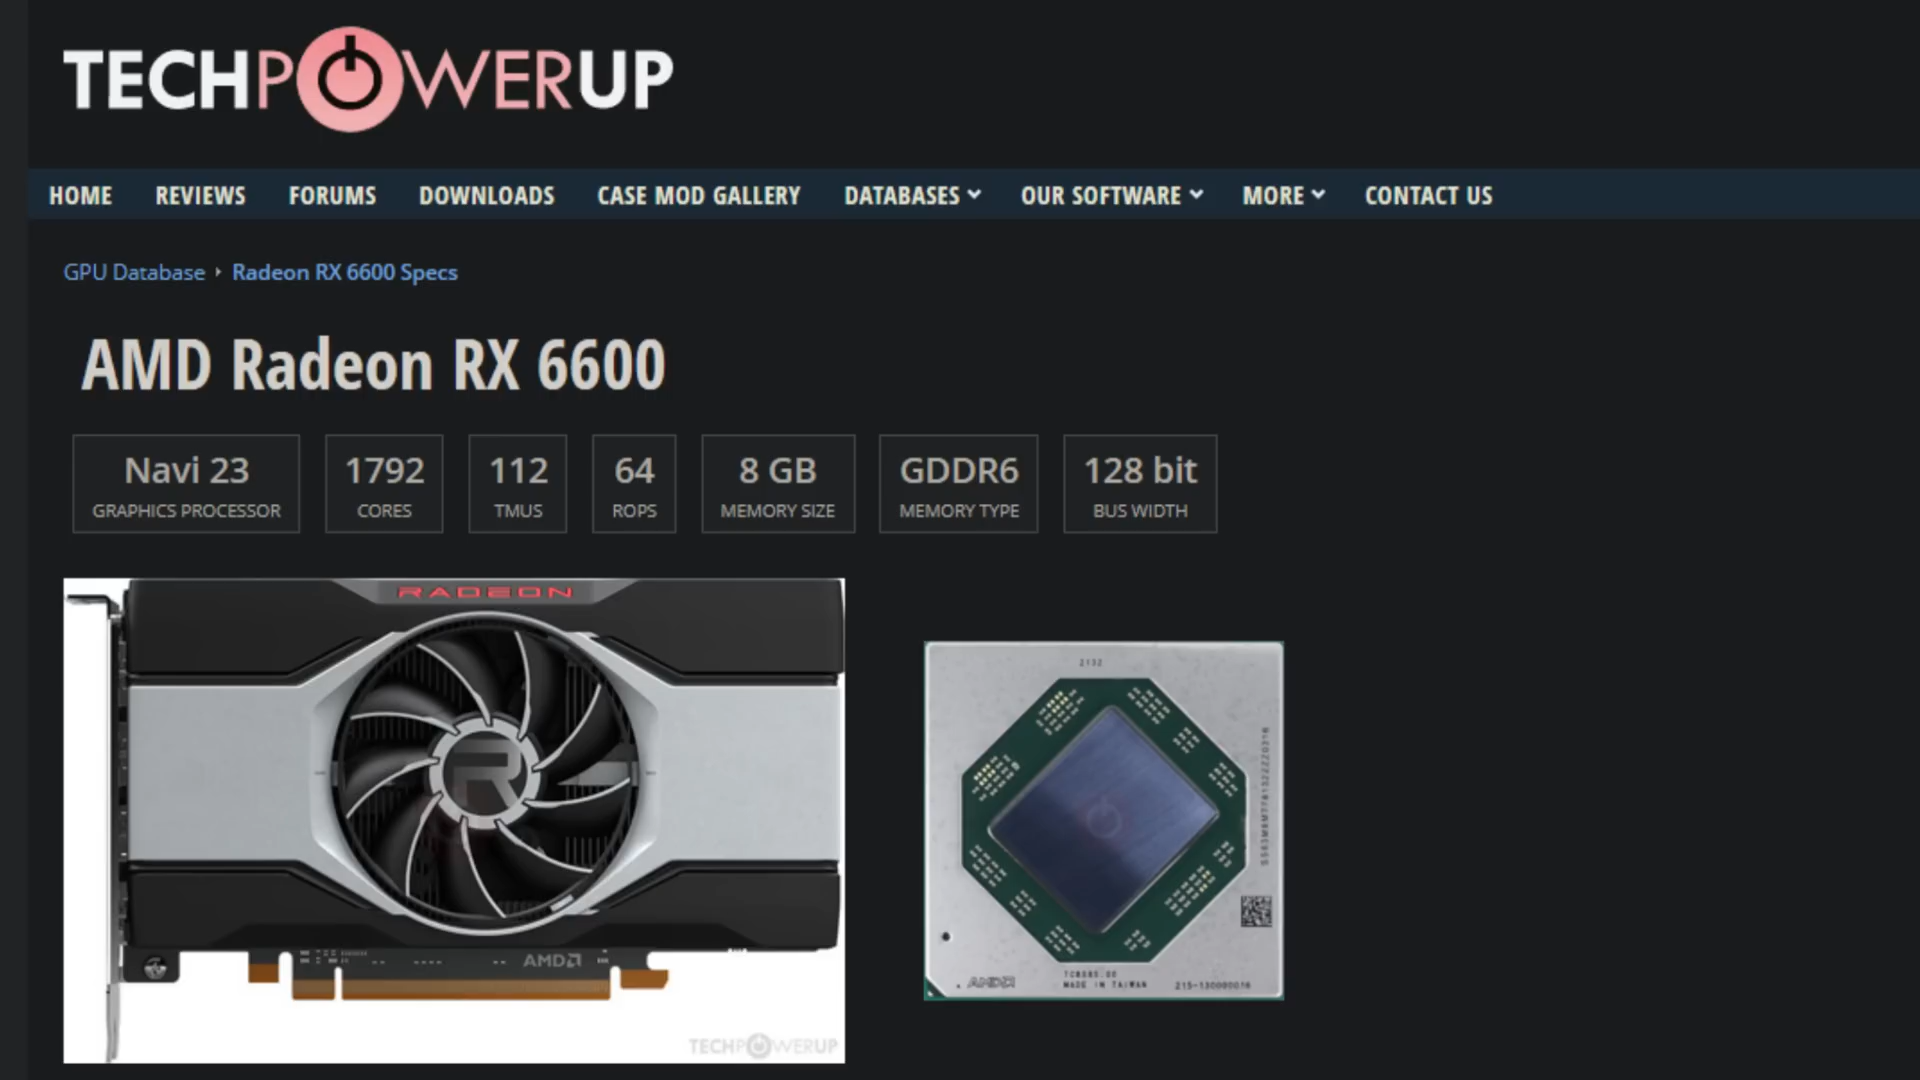 TECHPOWERUP
HOME REVIEWS FORUMS DOWNLOADS CASE MOD GALLERY DATABASES OUR SOFTWARE MORE CONTACT US
GPU Database Radeon RX 6600 Specs
AMD Radeon RX 6600
Navi 23
GRAPHICS PROCESSOR
1792
CORES
112
TMUS
64
ROPS
8 GB
MEMORY SIZE
GDDR6
MEMORY TYPE
128 bit
BUS WIDTH
RADEON
R
AMD
TECHPOWERUP
2132
AMD
MADE IN TAIWAN